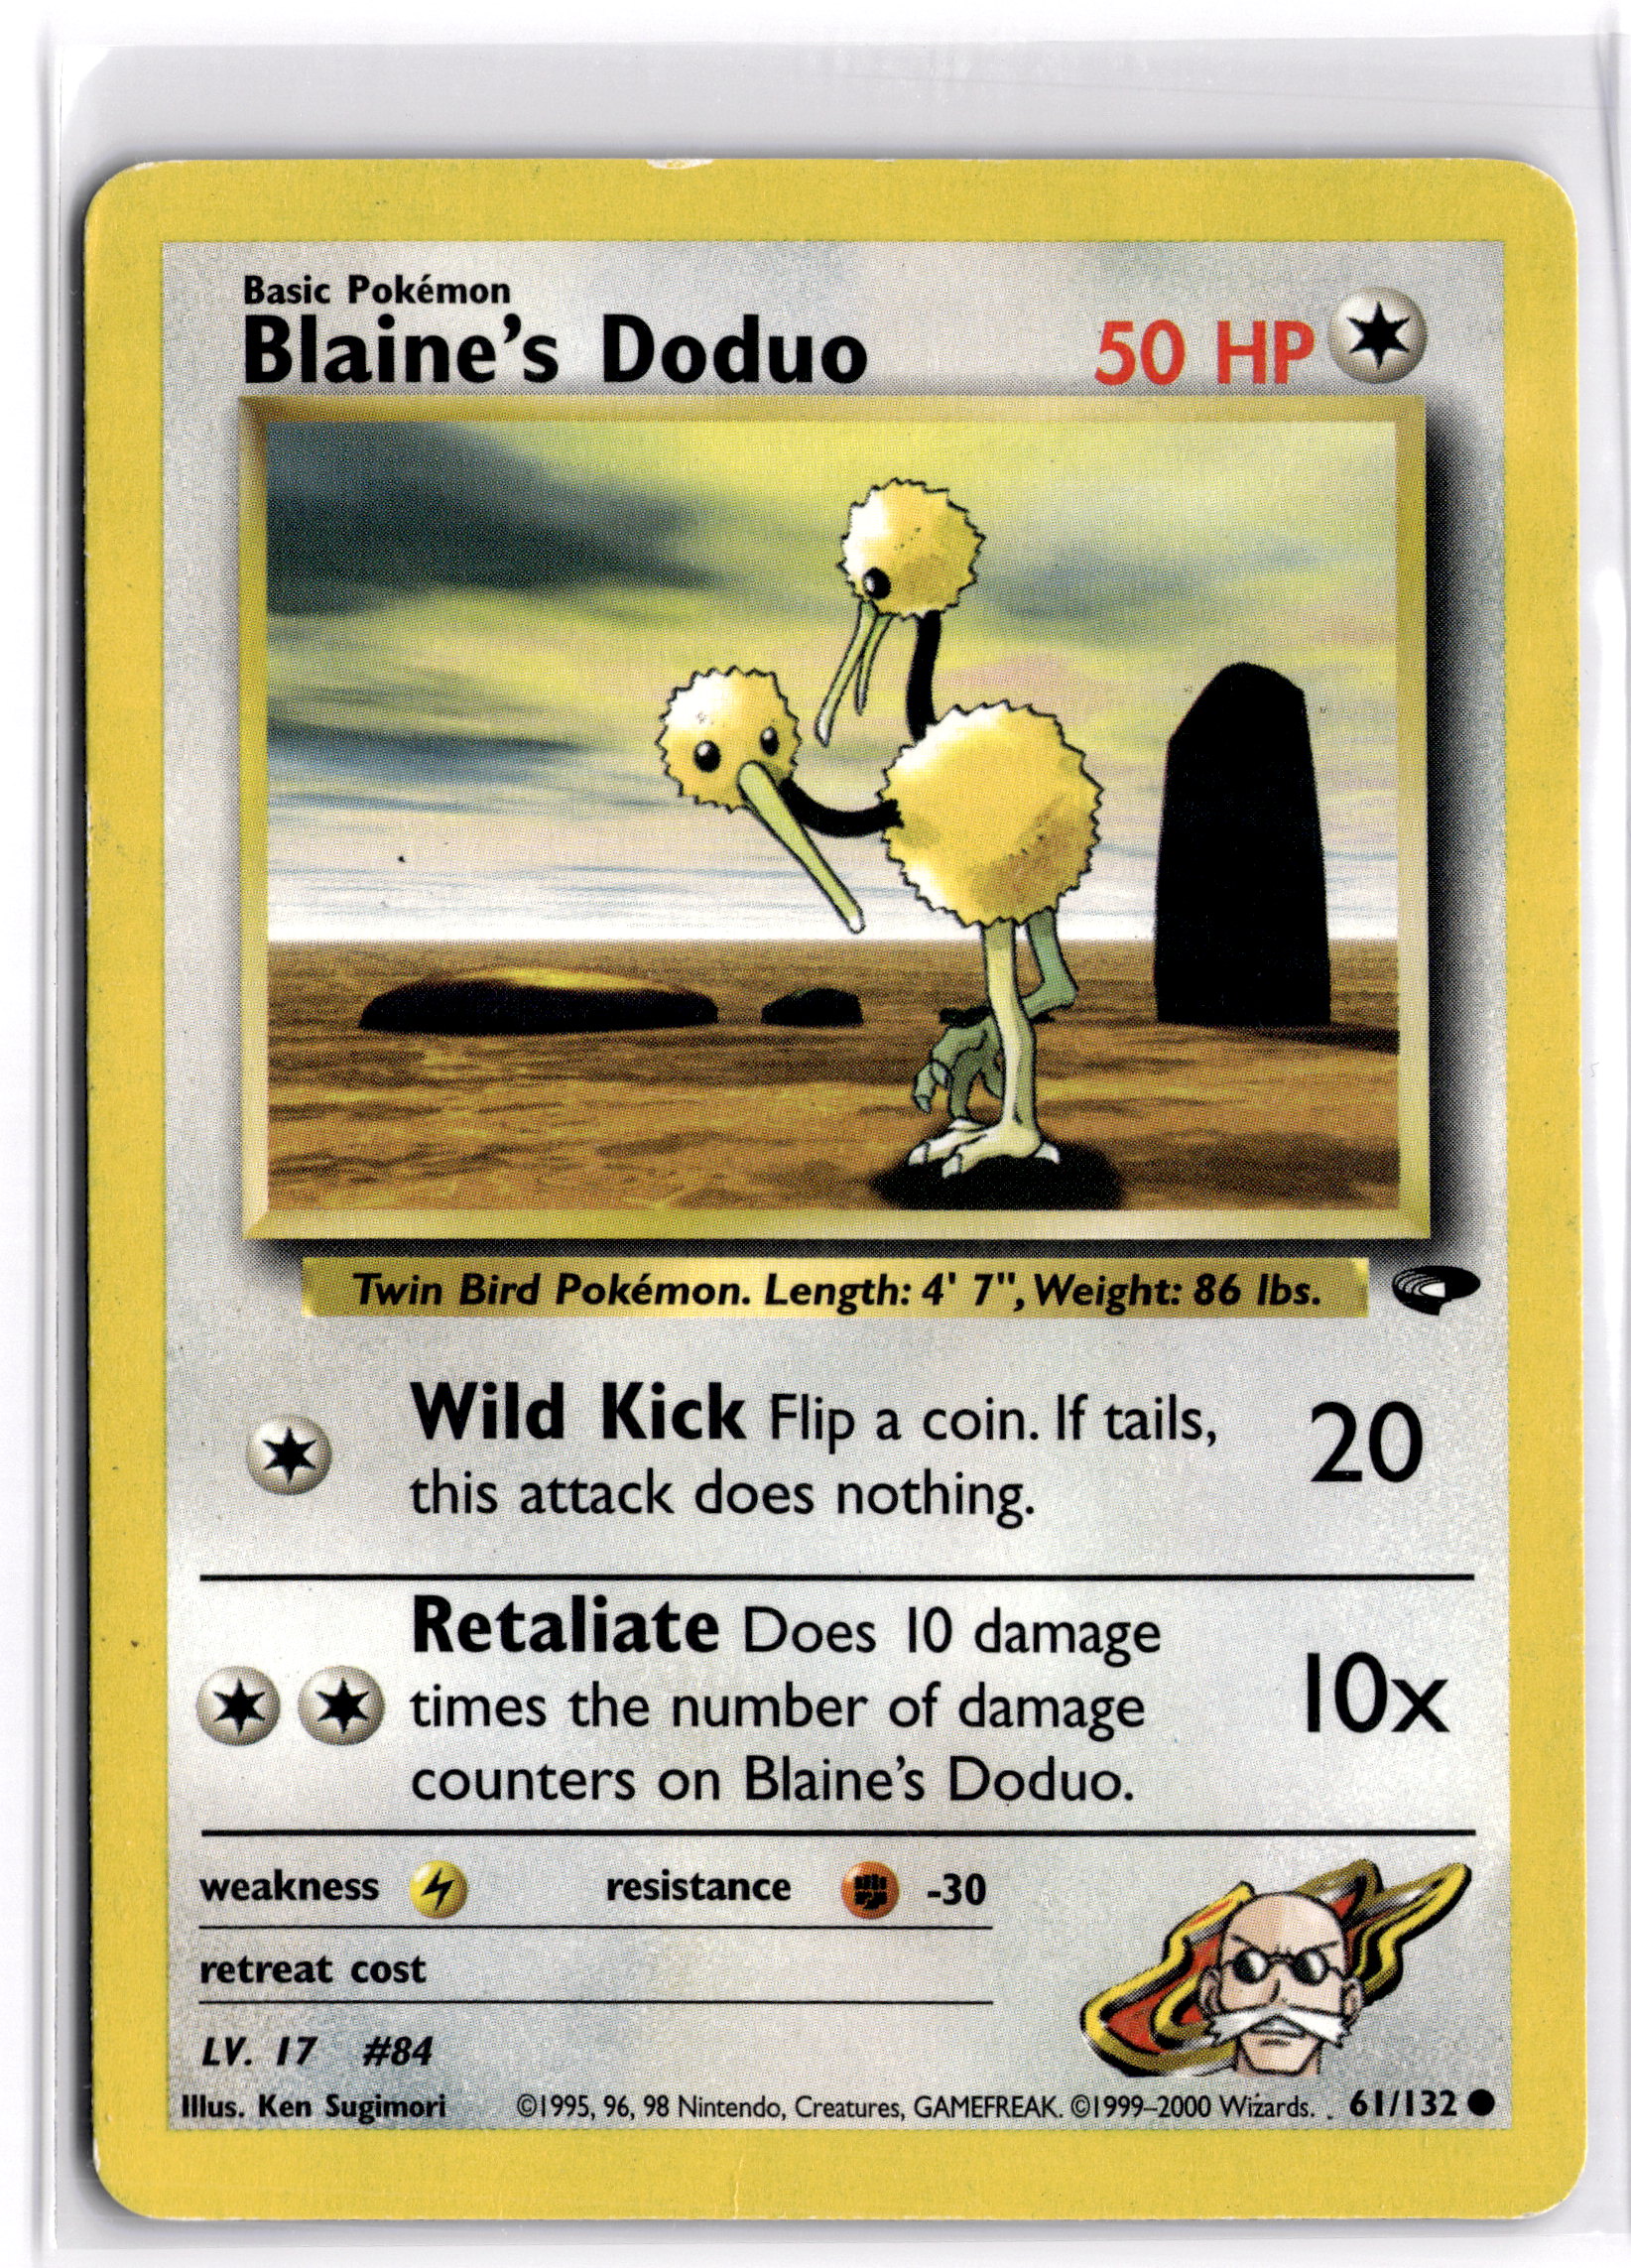 Basic Pokémon
Blaine's Doduo
50 HP
Twin Bird Pokémon. Length: 4' 7", Weight: 86 lbs.
Wild Kick Flip a coin. If tails,
this attack does nothing.
20
Retaliate Does 10 damage
times the number of damage
counters on Blaine's Doduo.
10x
weakness
resistance -30
retreat cost
LV. 17 #84
Illus. Ken Sugimori ©1995, 96, 98 Nintendo, Creatures, GAMEFREAK. ©1999–2000 Wizards. 61/132 ●